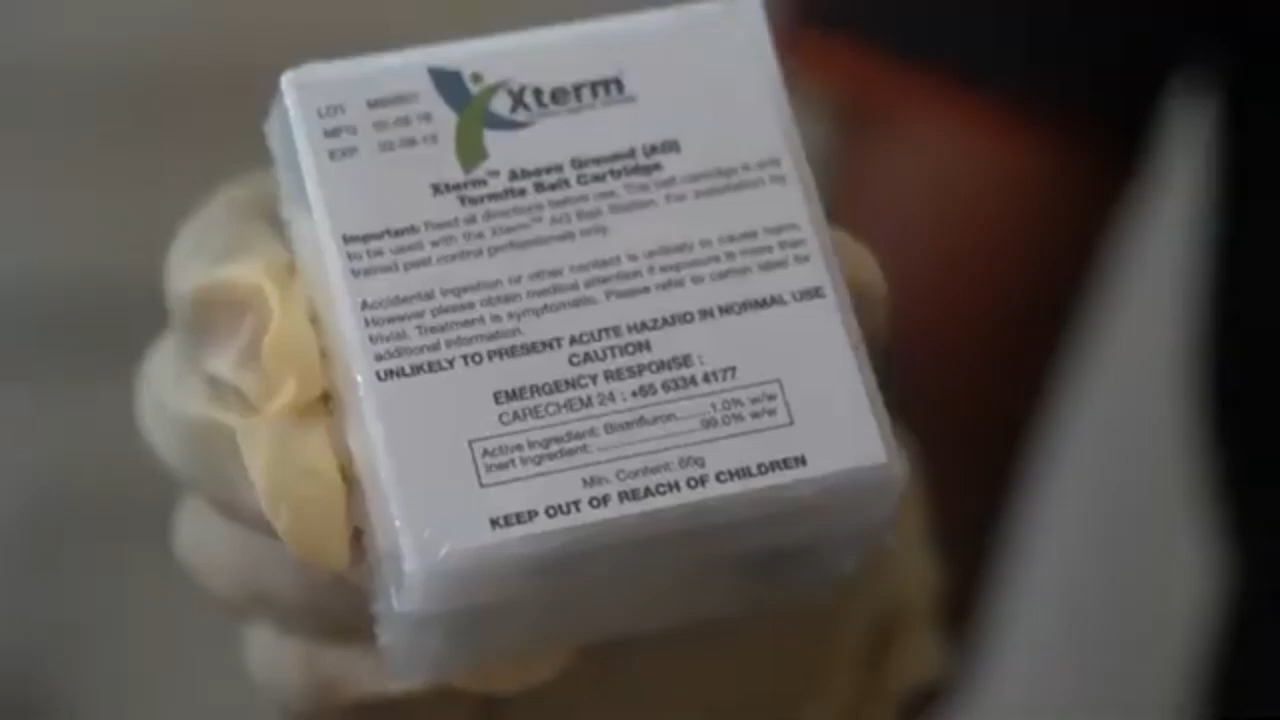 Xterm
LOT
MFG
EXP
Xterm™ Above Ground (AG)
Termite Bait Cartridge
Important: Read all directions before use. The bait cartridge is only
to be used with the Xterm™ AG Bait Station. For installation by
trained pest control professionals only.
Accidental ingestion or other contact is unlikely to cause harm.
However please obtain medical attention if exposure is more than
trivial. Treatment is symptomatic. Please refer to carton label for
additional information.
UNLIKELY TO PRESENT ACUTE HAZARD IN NORMAL USE
CAUTION
EMERGENCY RESPONSE :
CARECHEM 24 : +65 6334 4177
Active Ingredient: Bistrifluron.......1.0% w/w
Inert Ingredient: ......................99.0% w/w
Min. Content: 60g
KEEP OUT OF REACH OF CHILDREN